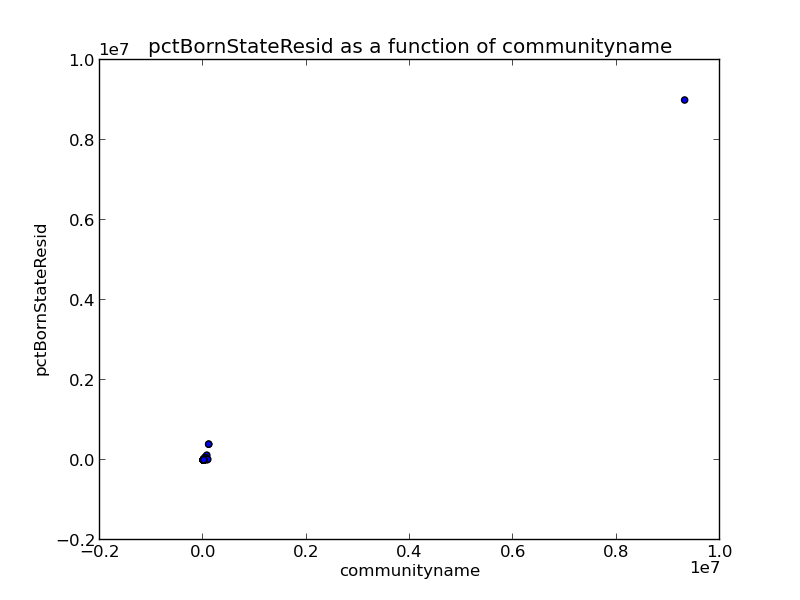 pctBornStateResid as a function of communityname
1e7
1.0
0.8
0.6
0.4
0.2
0.0
−0.2
pctBornStateResid
−0.2 0.0 0.2 0.4 0.6 0.8 1.0
1e7
communityname